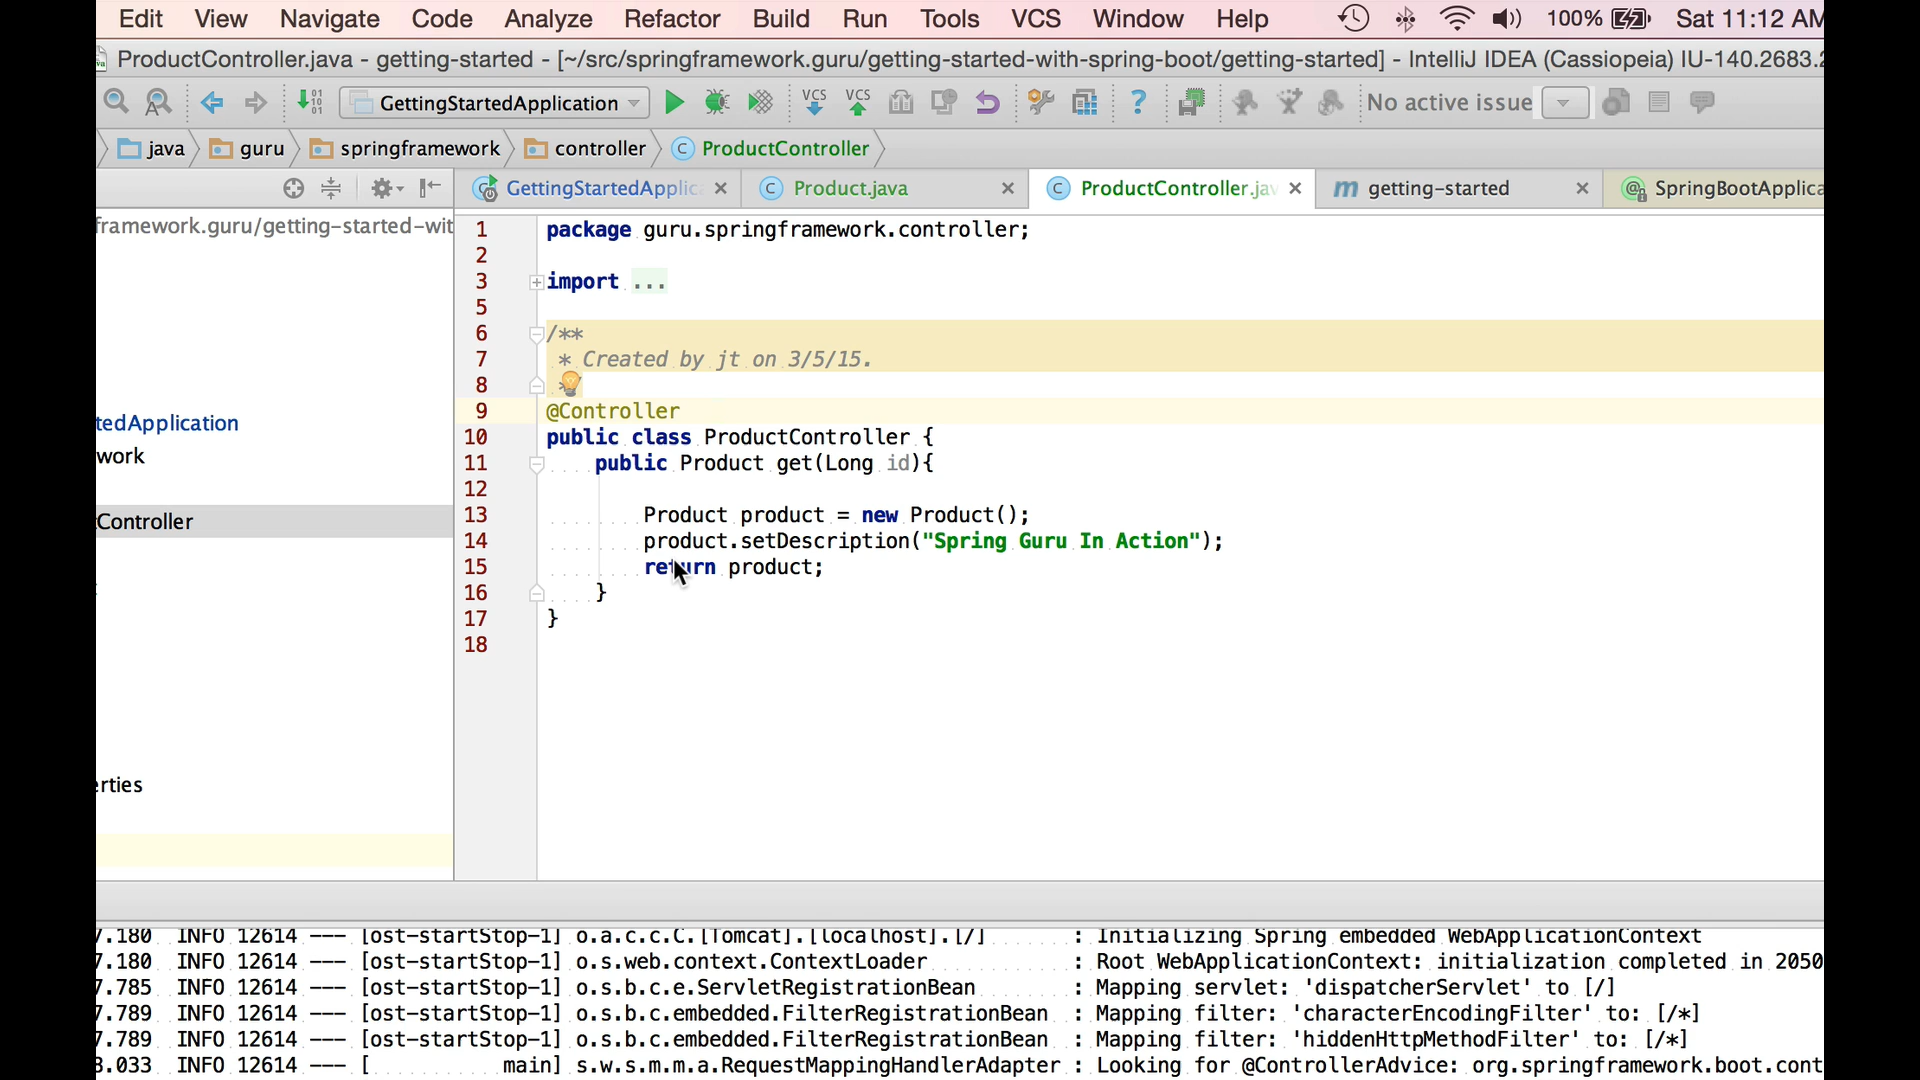 Edit View Navigate Code Analyze Refactor Build Run Tools VCS Window Help 100% Sat 11:12 AM
ProductController.java - getting-started - [~/src/springframework.guru/getting-started-with-spring-boot/getting-started] - IntelliJ IDEA (Cassiopeia) IU-140.2683.2
GettingStartedApplication VCS VCS ? No active issue
java guru springframework controller ProductController
GettingStartedApplic Product.java ProductController.jav getting-started SpringBootApplica
framework.guru/getting-started-wit
tedApplication
work
Controller
erties
1 package guru.springframework.controller;
2
3 import ...
5
6 /**
7 * Created by jt on 3/5/15.
8
9 @Controller
10 public class ProductController {
11 public Product get(Long id){
12
13 Product product = new Product();
14 product.setDescription("Spring Guru In Action");
15 return product;
16 }
17 }
18
7.180 INFO 12614 --- [ost-startStop-1] o.a.c.c.C.[Tomcat].[localhost].[/] : Initializing Spring embedded WebApplicationContext
7.180 INFO 12614 --- [ost-startStop-1] o.s.web.context.ContextLoader : Root WebApplicationContext: initialization completed in 2050
7.785 INFO 12614 --- [ost-startStop-1] o.s.b.c.e.ServletRegistrationBean : Mapping servlet: 'dispatcherServlet' to [/]
7.789 INFO 12614 --- [ost-startStop-1] o.s.b.c.embedded.FilterRegistrationBean : Mapping filter: 'characterEncodingFilter' to: [/*]
7.789 INFO 12614 --- [ost-startStop-1] o.s.b.c.embedded.FilterRegistrationBean : Mapping filter: 'hiddenHttpMethodFilter' to: [/*]
8.033 INFO 12614 --- [ main] s.w.s.m.m.a.RequestMappingHandlerAdapter : Looking for @ControllerAdvice: org.springframework.boot.cont